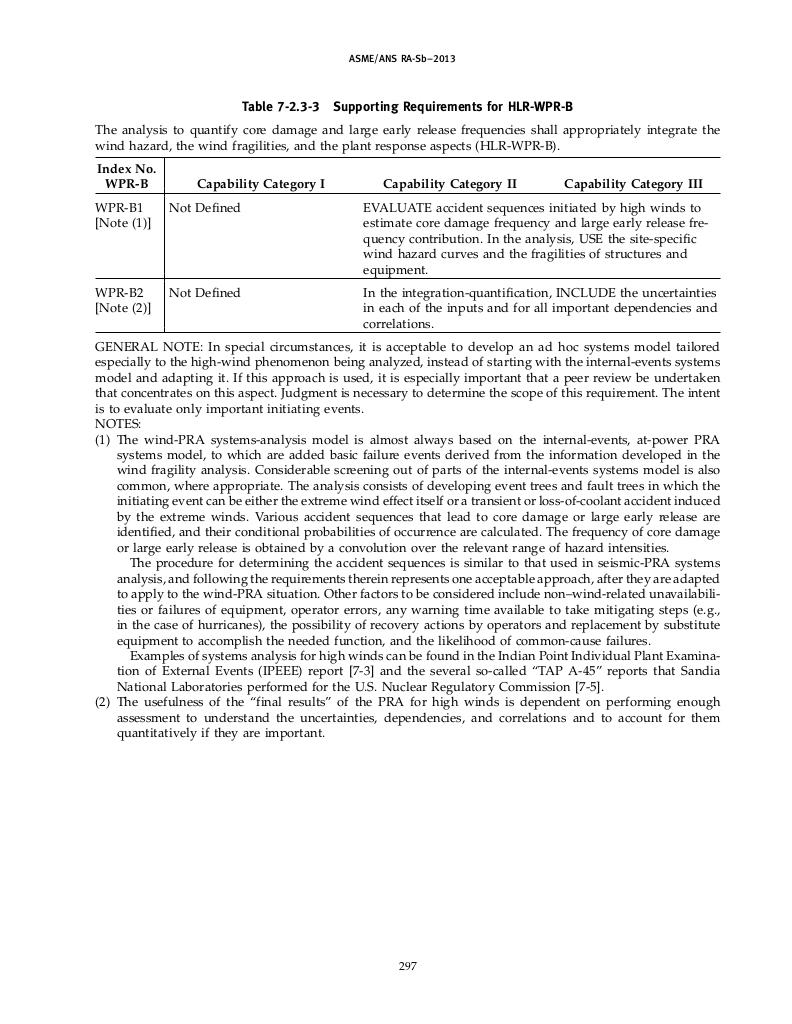 ASME/ANS RA-Sb–2013
Table 7-2.3-3 Supporting Requirements for HLR-WPR-B
The analysis to quantify core damage and large early release frequencies shall appropriately integrate the
wind hazard, the wind fragilities, and the plant response aspects (HLR-WPR-B).
Index No.
WPR-B Capability Category I Capability Category II Capability Category III
WPR-B1 Not Defined EVALUATE accident sequences initiated by high winds to
[Note (1)] estimate core damage frequency and large early release fre-
quency contribution. In the analysis, USE the site-specific
wind hazard curves and the fragilities of structures and
equipment.
WPR-B2 Not Defined In the integration-quantification, INCLUDE the uncertainties
[Note (2)] in each of the inputs and for all important dependencies and
correlations.
GENERAL NOTE: In special circumstances, it is acceptable to develop an ad hoc systems model tailored
especially to the high-wind phenomenon being analyzed, instead of starting with the internal-events systems
model and adapting it. If this approach is used, it is especially important that a peer review be undertaken
that concentrates on this aspect. Judgment is necessary to determine the scope of this requirement. The intent
is to evaluate only important initiating events.
NOTES:
(1) The wind-PRA systems-analysis model is almost always based on the internal-events, at-power PRA
systems model, to which are added basic failure events derived from the information developed in the
wind fragility analysis. Considerable screening out of parts of the internal-events systems model is also
common, where appropriate. The analysis consists of developing event trees and fault trees in which the
initiating event can be either the extreme wind effect itself or a transient or loss-of-coolant accident induced
by the extreme winds. Various accident sequences that lead to core damage or large early release are
identified, and their conditional probabilities of occurrence are calculated. The frequency of core damage
or large early release is obtained by a convolution over the relevant range of hazard intensities.
The procedure for determining the accident sequences is similar to that used in seismic-PRA systems
analysis, and following the requirements therein represents one acceptable approach, after they are adapted
to apply to the wind-PRA situation. Other factors to be considered include non–wind-related unavailabili-
ties or failures of equipment, operator errors, any warning time available to take mitigating steps (e.g.,
in the case of hurricanes), the possibility of recovery actions by operators and replacement by substitute
equipment to accomplish the needed function, and the likelihood of common-cause failures.
Examples of systems analysis for high winds can be found in the Indian Point Individual Plant Examina-
tion of External Events (IPEEE) report [7-3] and the several so-called “TAP A-45” reports that Sandia
National Laboratories performed for the U.S. Nuclear Regulatory Commission [7-5].
(2) The usefulness of the “final results” of the PRA for high winds is dependent on performing enough
assessment to understand the uncertainties, dependencies, and correlations and to account for them
quantitatively if they are important.
297